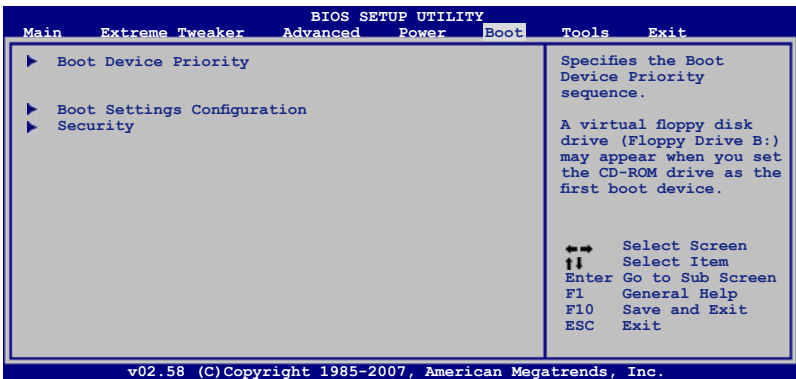 BIOS SETUP UTILITY
Main Extreme Tweaker Advanced Power Boot Tools Exit
Boot Device Priority
Boot Settings Configuration
Security
Specifies the Boot
Device Priority
sequence.
A virtual floppy disk
drive (Floppy Drive B:)
may appear when you set
the CD-ROM drive as the
first boot device.
←→ Select Screen
↑↓ Select Item
Enter Go to Sub Screen
F1 General Help
F10 Save and Exit
ESC Exit
v02.58 (C)Copyright 1985-2007, American Megatrends, Inc.